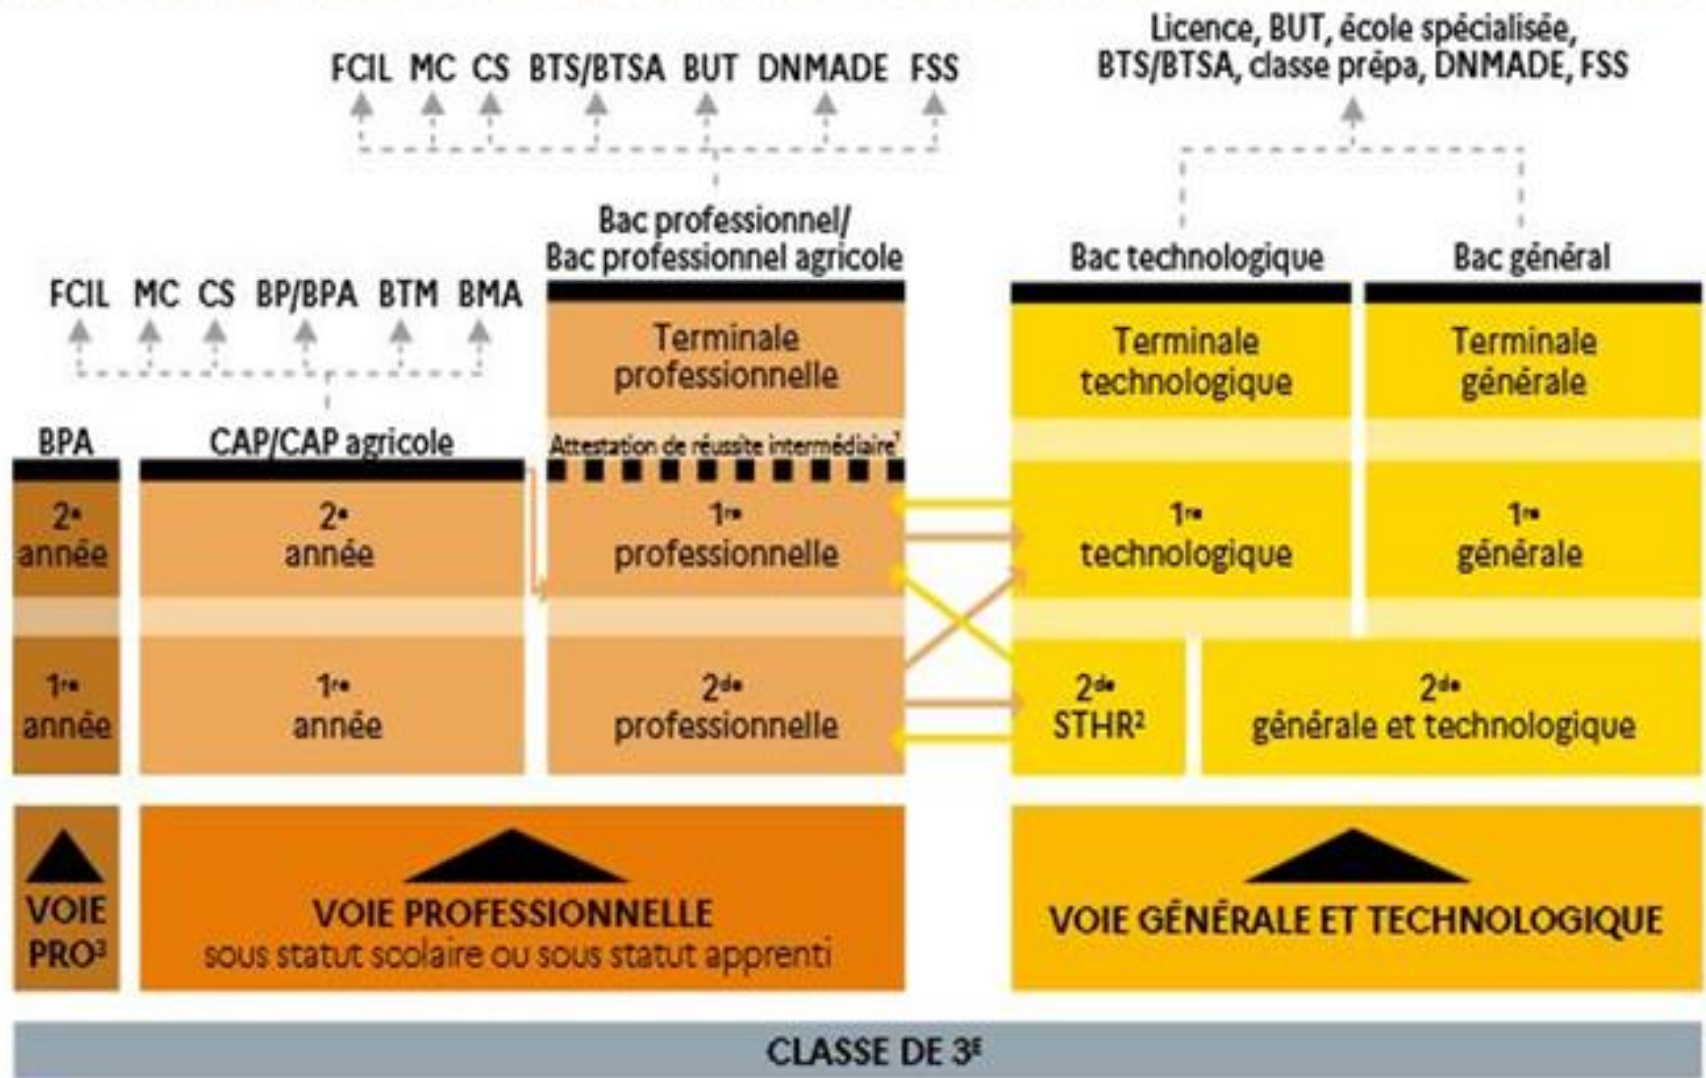 Licence, BUT, école spécialisée,
BTS/BTSA, classe prépa, DNMADE, FSS
FCIL MC CS BTS/BTSA BUT DNMADE FSS
Bac professionnel/
Bac professionnel agricole
Bac technologique
Bac général
FCIL MC CS BP/BPA BTM BMA
Terminale
professionnelle
Terminale
technologique
Terminale
générale
BPA
CAP/CAP agricole
Attestation de réussite intermédiaire¹
2ᵉ
année
2ᵉ
année
1ʳᵉ
professionnelle
1ʳᵉ
technologique
1ʳᵉ
générale
1ʳᵉ
année
1ʳᵉ
année
2ᵈᵉ
professionnelle
2ᵈᵉ
STHR²
2ᵈᵉ
générale et technologique
VOIE
PRO³
VOIE PROFESSIONNELLE
sous statut scolaire ou sous statut apprenti
VOIE GÉNÉRALE ET TECHNOLOGIQUE
CLASSE DE 3ᴱ